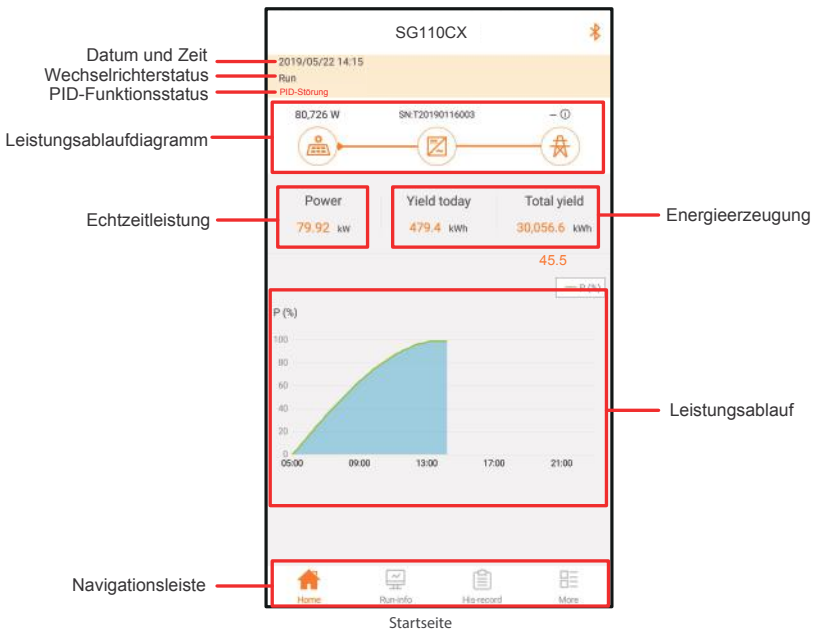 SG110CX
Datum und Zeit
2019/05/22 14:15
Wechselrichterstatus
Run
PID-Funktionsstatus
PID-Störung
Leistungsablaufdiagramm
80,726 W
SN:T20190116003
– ⓘ
Echtzeitleistung
Power
79.92 kW
Yield today
479.4 kWh
Total yield
30,056.6 kWh
Energieerzeugung
45.5
— P (%)
P (%)
100
80
60
40
20
0
05:00 09:00 13:00 17:00 21:00
Leistungsablauf
Navigationsleiste
Home
Run-info
His-record
More
Startseite